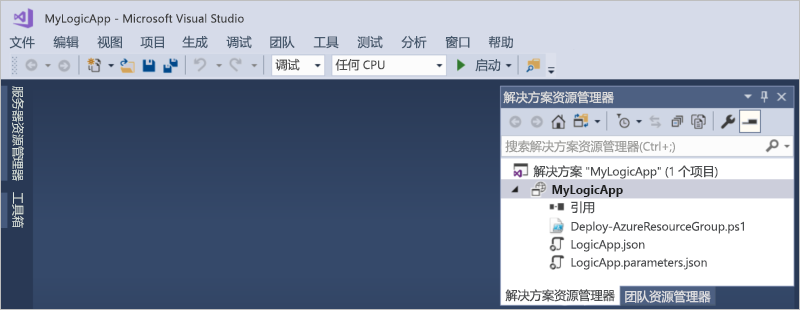 MyLogicApp - Microsoft Visual Studio
文件 编辑 视图 项目 生成 调试 团队 工具 测试 分析 窗口 帮助
调试 任何 CPU 启动
服务器资源管理器
工具箱
解决方案资源管理器
搜索解决方案资源管理器(Ctrl+;)
解决方案 "MyLogicApp" (1 个项目)
MyLogicApp
引用
Deploy-AzureResourceGroup.ps1
LogicApp.json
LogicApp.parameters.json
解决方案资源管理器 团队资源管理器